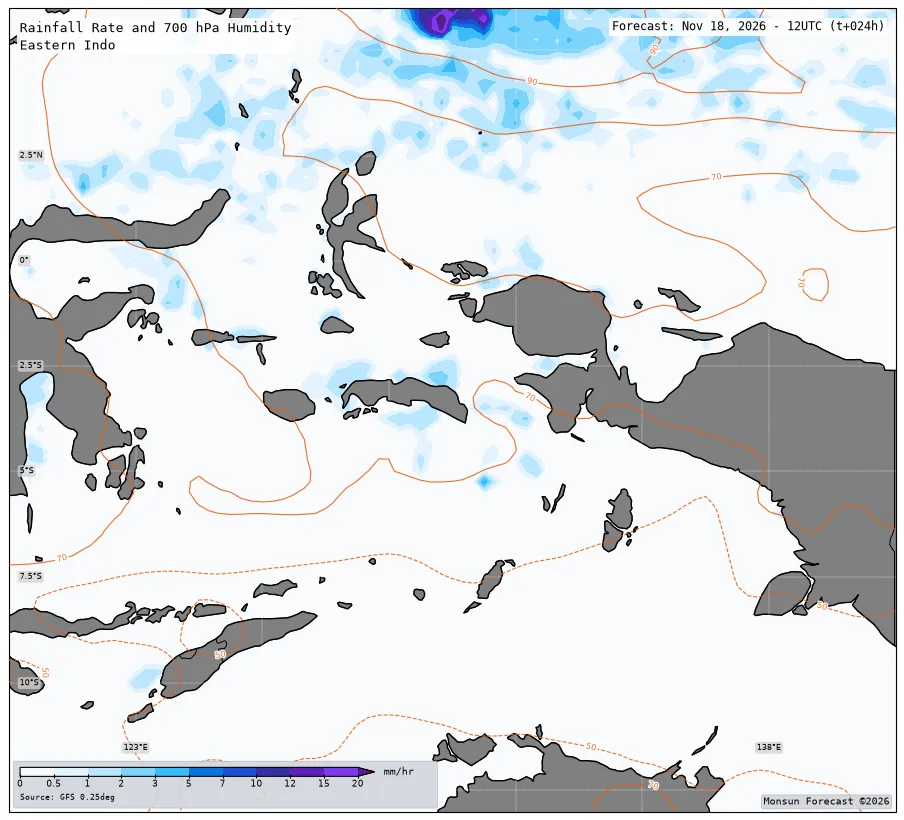 Rainfall Rate and 700 hPa Humidity
Eastern Indo
Forecast: Nov 18, 2026 - 12UTC (t+024h)
90
90
2.5°N
70
0°
70
2.5°S
70
5°S
70
7.5°S
50
50
50
10°S
123°E
50
138°E
70
mm/hr
0 0.5 1 2 3 5 7 10 12 15 20
Source: GFS 0.25deg
Monsun Forecast ©2026